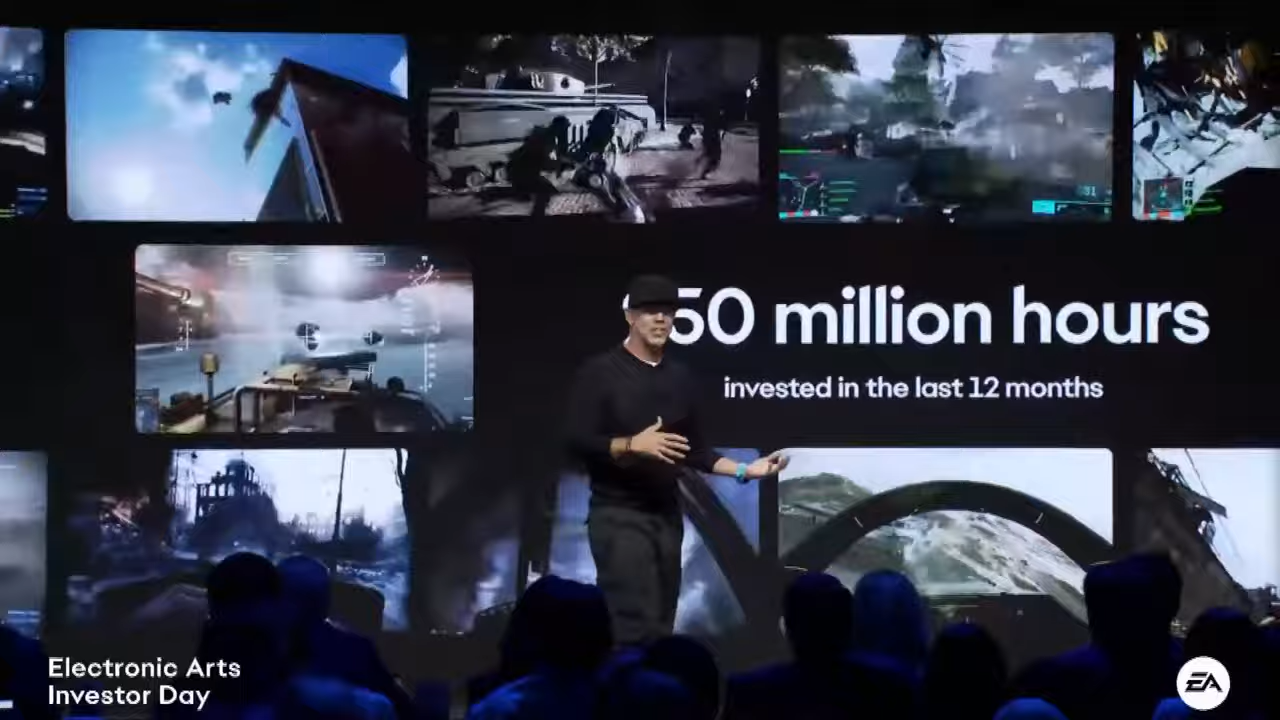 50 million hours
invested in the last 12 months
Electronic Arts
Investor Day
EA